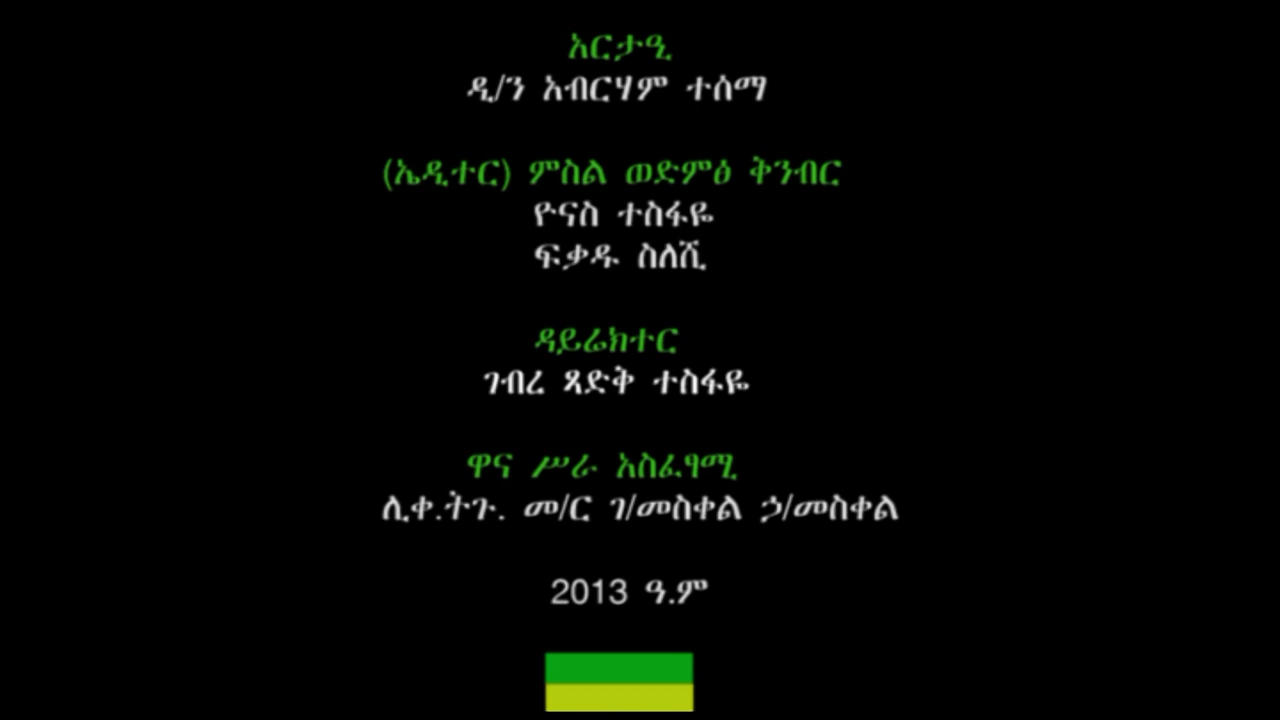 አርታዒ
ዲ/ን አብርሃም ተሰማ
(ኤዲተር) ምስል ወድምፅ ቅንብር
ዮናስ ተስፋዬ
ፍቃዱ ስለሺ
ዳይሬክተር
ገብረ ጻድቅ ተስፋዬ
ዋና ሥራ አስፈፃሚ
ሊቀ.ትጉ. መ/ር ገ/መስቀል ኃ/መስቀል
2013 ዓ.ም